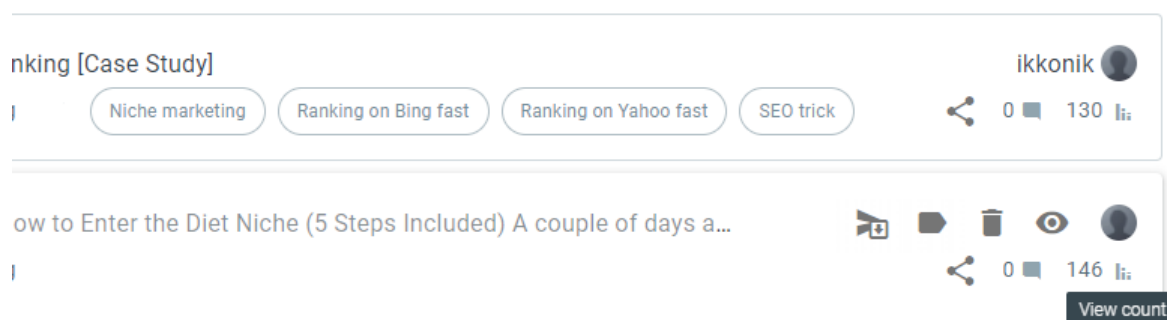 nking [Case Study]
ikkonik
Niche marketing
Ranking on Bing fast
Ranking on Yahoo fast
SEO trick
0
130
ow to Enter the Diet Niche (5 Steps Included) A couple of days a...
0
146
View count